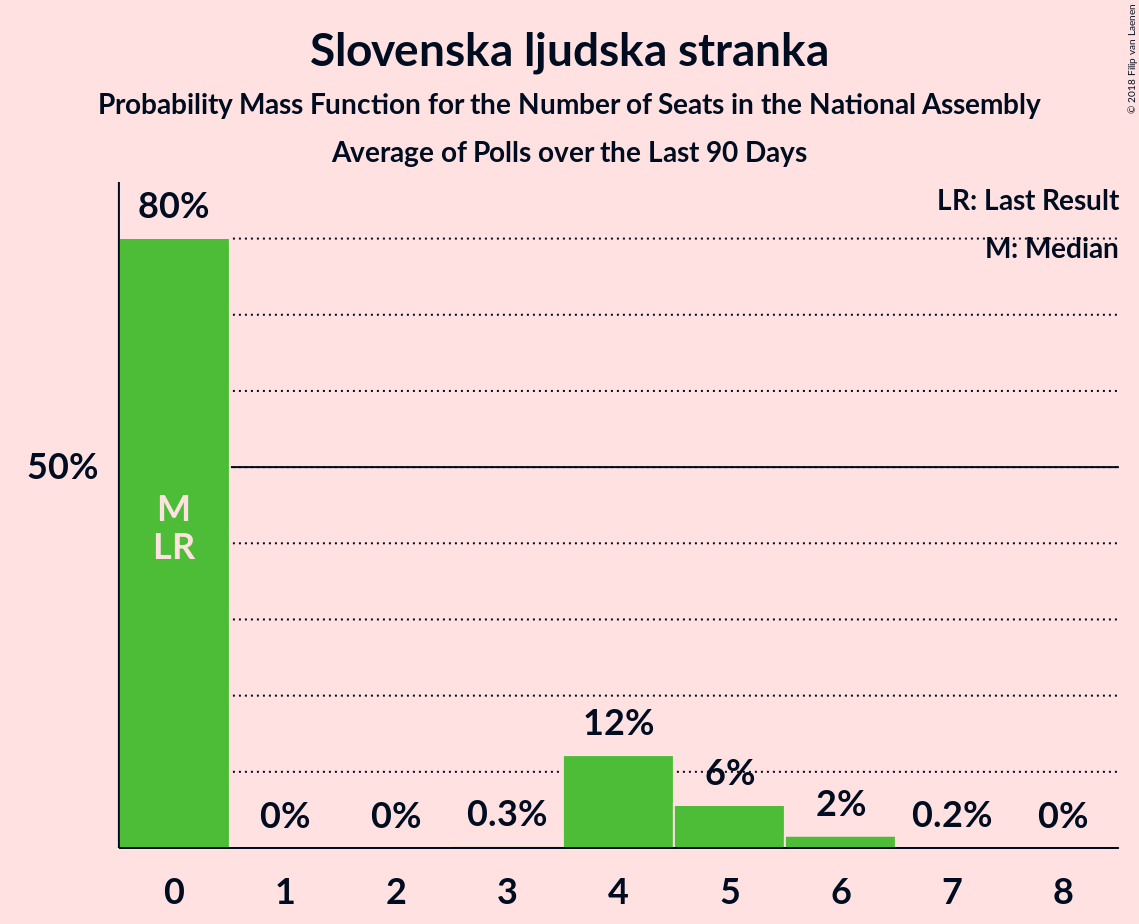 Slovenska ljudska stranka
Probability Mass Function for the Number of Seats in the National Assembly
Average of Polls over the Last 90 Days
© 2018 Filip van Laenen
LR: Last Result
M: Median
80%
50%
M
LR
0%
0%
0.3%
12%
6%
2%
0.2%
0%
0 1 2 3 4 5 6 7 8